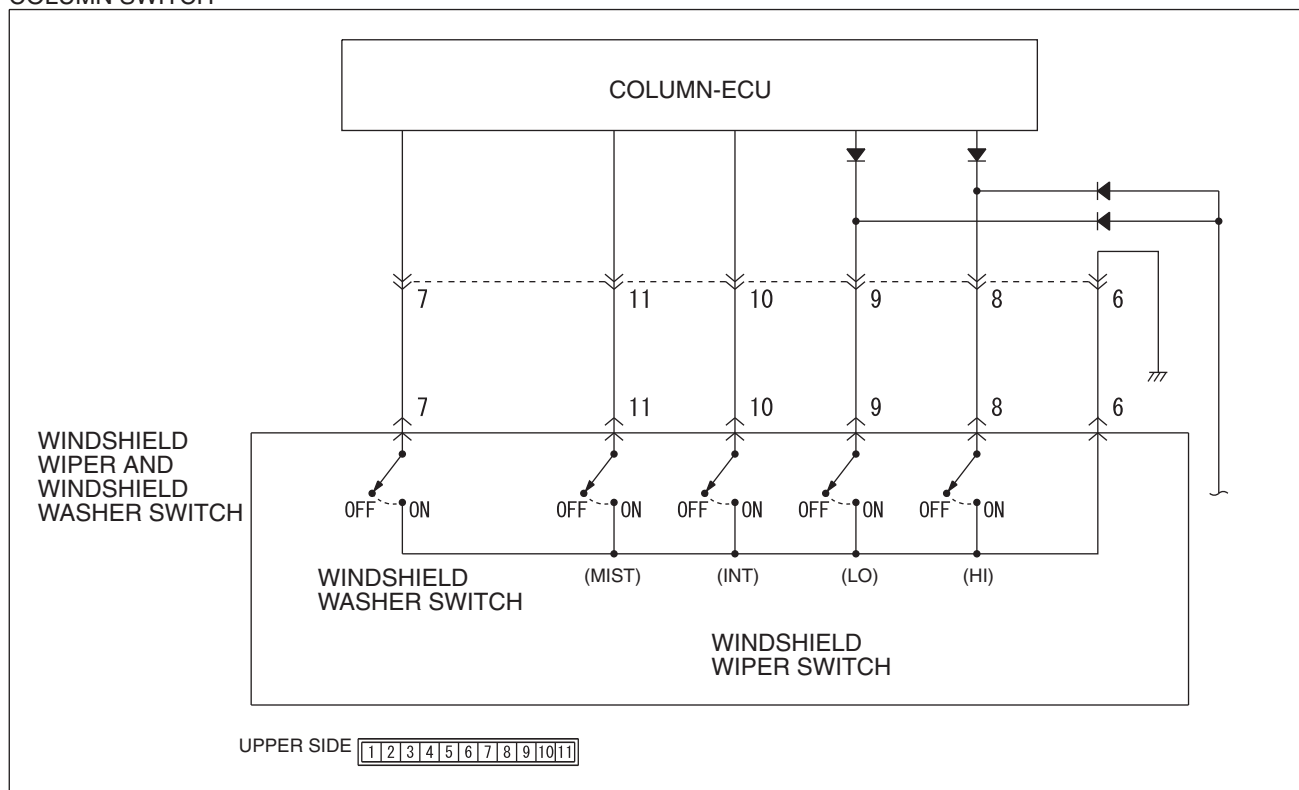 COLUMN SWITCH
COLUMN-ECU
7 11 10 9 8 6
7 11 10 9 8 6
WINDSHIELD
WIPER AND
WINDSHIELD
WASHER SWITCH
OFF ON OFF ON OFF ON OFF ON OFF ON
WINDSHIELD
WASHER SWITCH
(MIST) (INT) (LO) (HI)
WINDSHIELD
WIPER SWITCH
UPPER SIDE 1 2 3 4 5 6 7 8 9 10 11